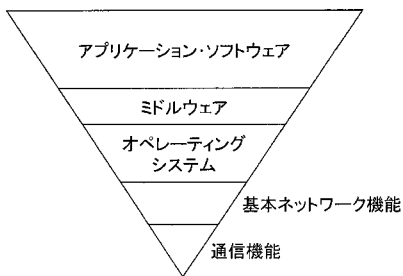 アプリケーション・ソフトウェア
ミドルウェア
オペレーティング
システム
基本ネットワーク機能
通信機能